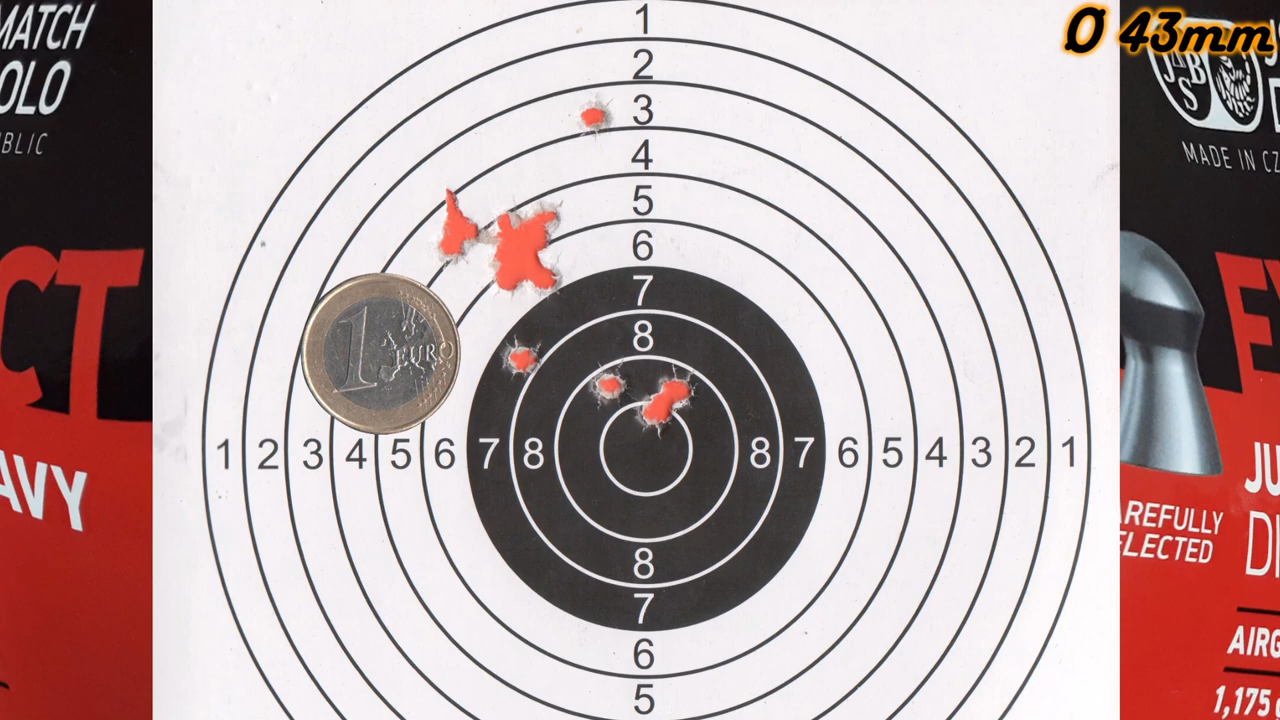 Ø 43mm
MATCH
OLO
BLIC
CT
AVY
1
2
3
4
5
6
7
8
1 2 3 4 5 6 7 8
8 7 6 5 4 3 2 1
8
7
6
5
1
EURO
JSB
MADE IN CZ
E
JU
D
AREFULLY
ELECTED
AIRG
1,175